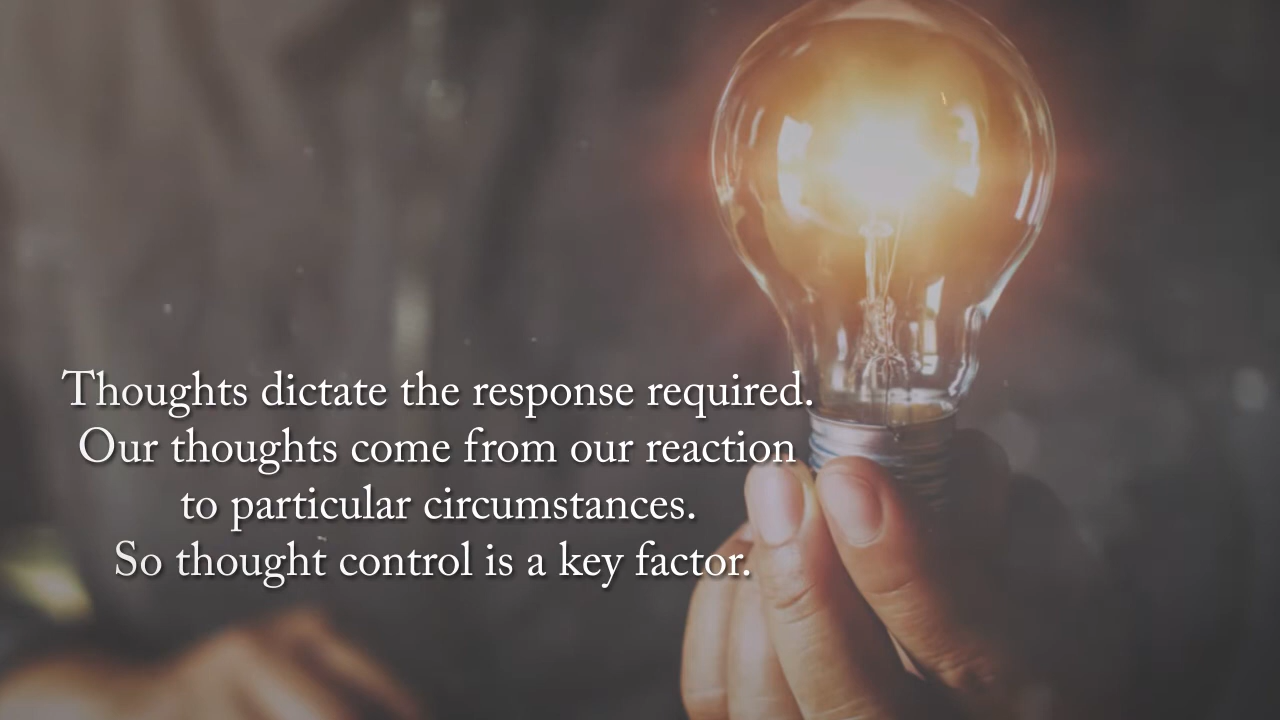 Thoughts dictate the response required.
Our thoughts come from our reaction
to particular circumstances.
So thought control is a key factor.